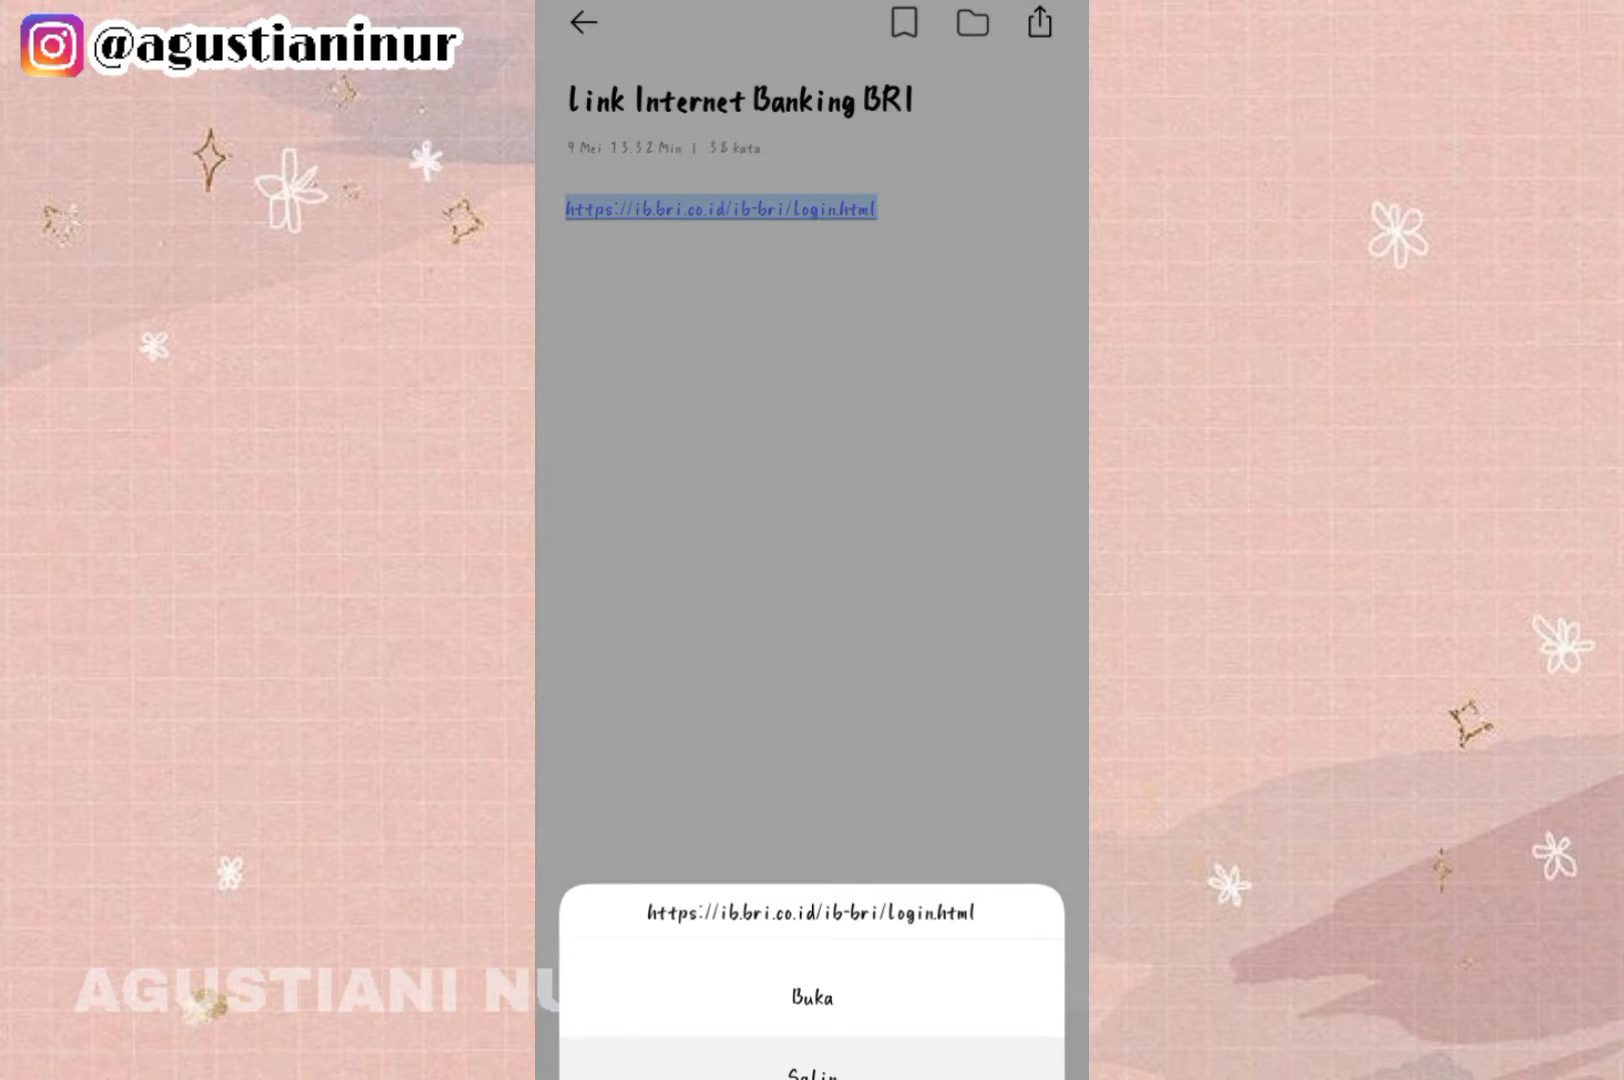 @agustianinur
Link Internet Banking BRI
9 Mei 13.32 Min | 38 kata
https://ib.bri.co.id/ib-bri/Login.html
https://ib.bri.co.id/ib-bri/Login.html
Buka
AGUSTIANI
Salin